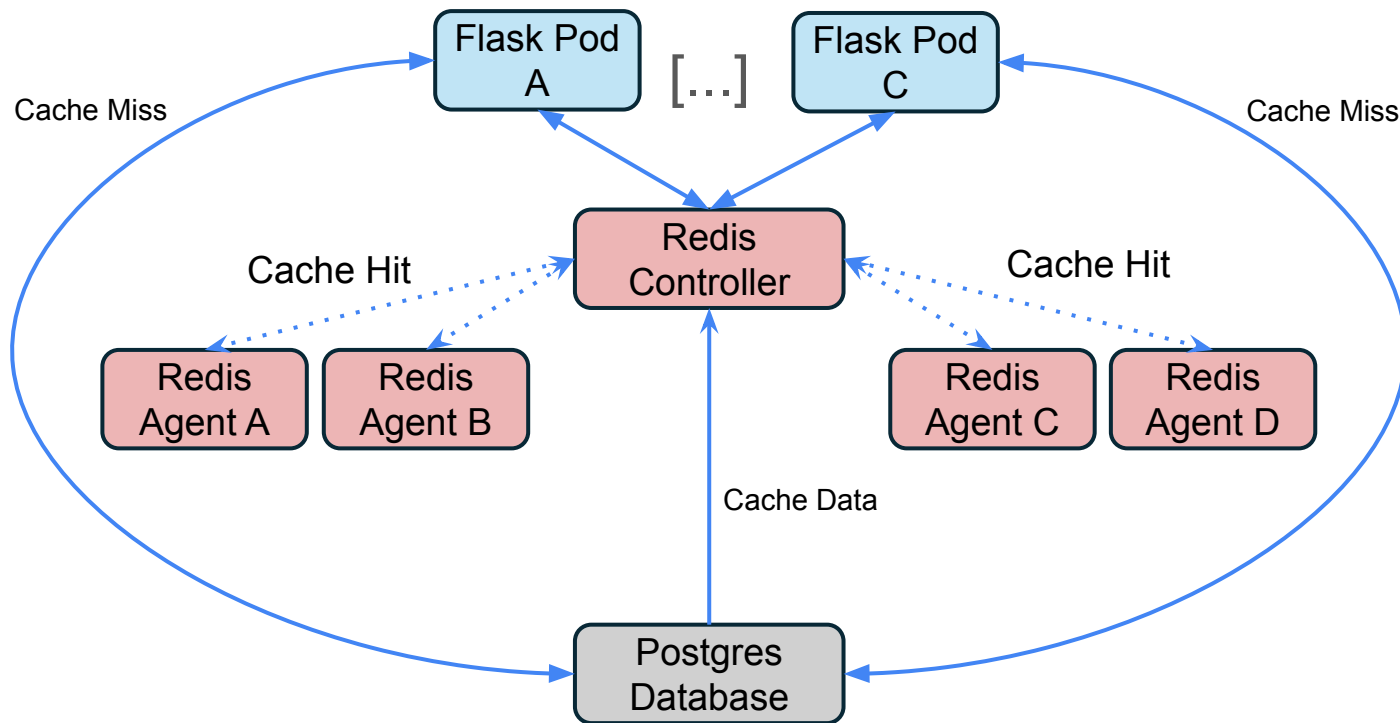 Flask Pod
A
[...]
Flask Pod
C
Cache Miss
Cache Miss
Redis
Controller
Cache Hit
Cache Hit
Redis
Agent A
Redis
Agent B
Redis
Agent C
Redis
Agent D
Cache Data
Postgres
Database